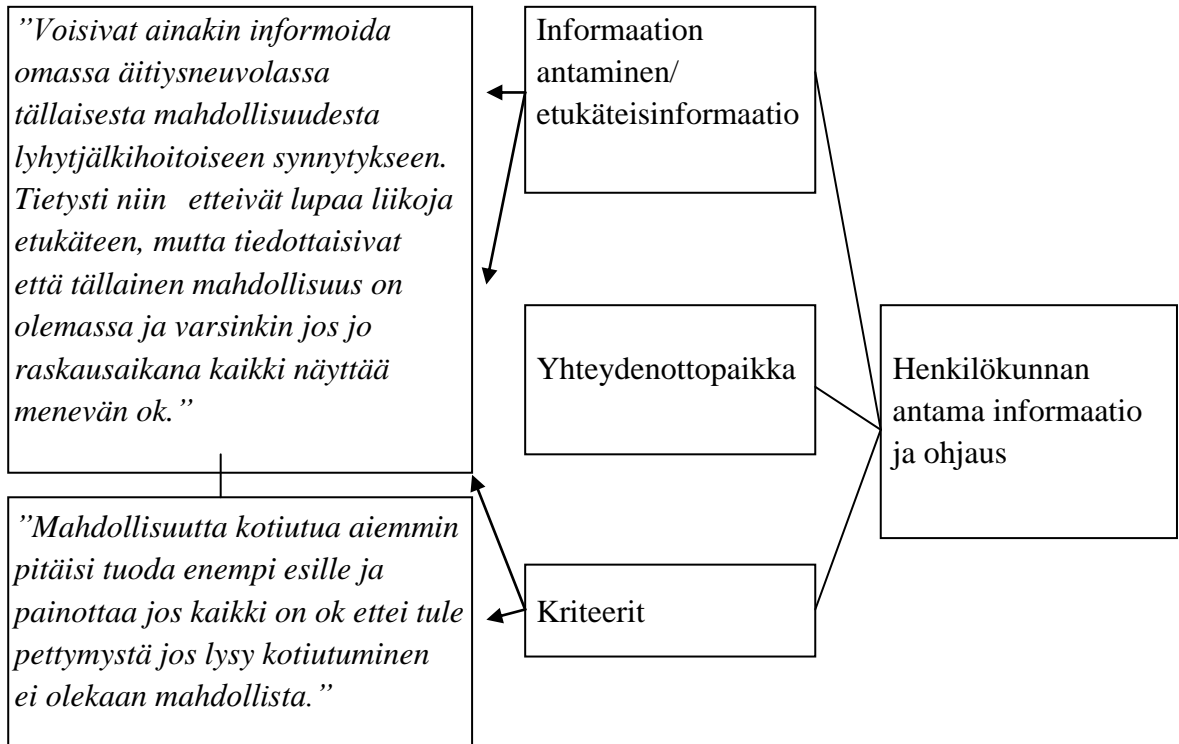 ”Voisivat ainakin informoida
omassa äitiysneuvolassa
tällaisesta mahdollisuudesta
lyhytjälkihoitoiseen synnytykseen.
Tietysti niin etteivät lupaa liikoja
etukäteen, mutta tiedottaisivat
että tällainen mahdollisuus on
olemassa ja varsinkin jos jo
raskausaikana kaikki näyttää
menevän ok.”
”Mahdollisuutta kotiutua aiemmin
pitäisi tuoda enempi esille ja
painottaa jos kaikki on ok ettei tule
pettymystä jos lysy kotiutuminen
ei olekaan mahdollista.”
Informaation
antaminen/
etukäteisinformaatio
Yhteydenottopaikka
Kriteerit
Henkilökunnan
antama informaatio
ja ohjaus